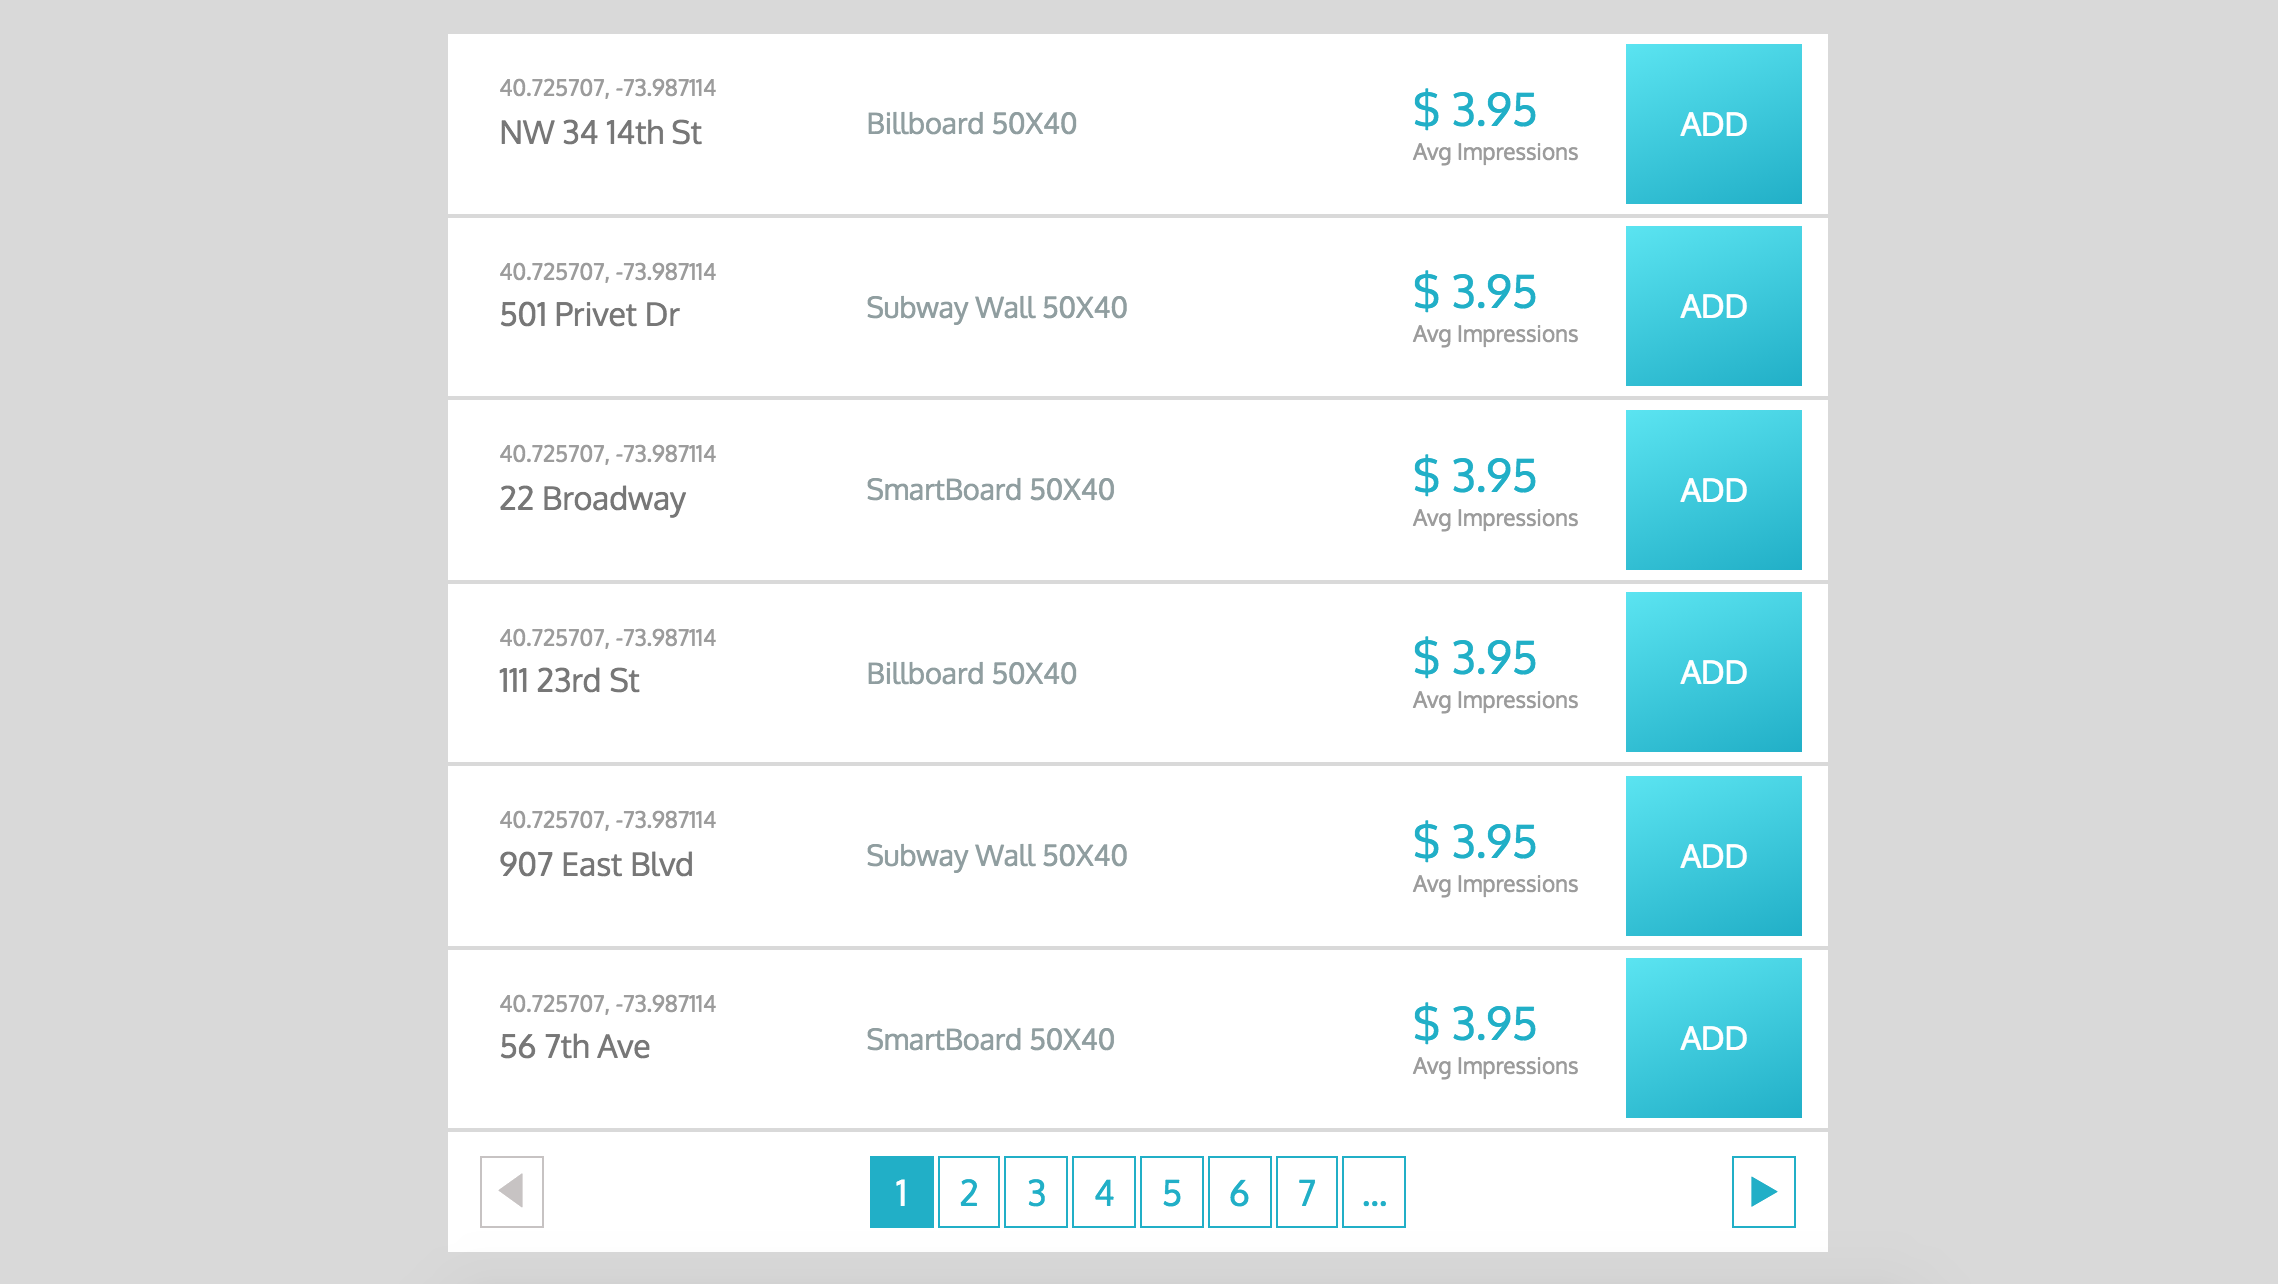 40.725707, -73.987114
NW 34 14th St
Billboard 50X40
$ 3.95
Avg Impressions
ADD
40.725707, -73.987114
501 Privet Dr
Subway Wall 50X40
$ 3.95
Avg Impressions
ADD
40.725707, -73.987114
22 Broadway
SmartBoard 50X40
$ 3.95
Avg Impressions
ADD
40.725707, -73.987114
111 23rd St
Billboard 50X40
$ 3.95
Avg Impressions
ADD
40.725707, -73.987114
907 East Blvd
Subway Wall 50X40
$ 3.95
Avg Impressions
ADD
40.725707, -73.987114
56 7th Ave
SmartBoard 50X40
$ 3.95
Avg Impressions
ADD
1 2 3 4 5 6 7 ...